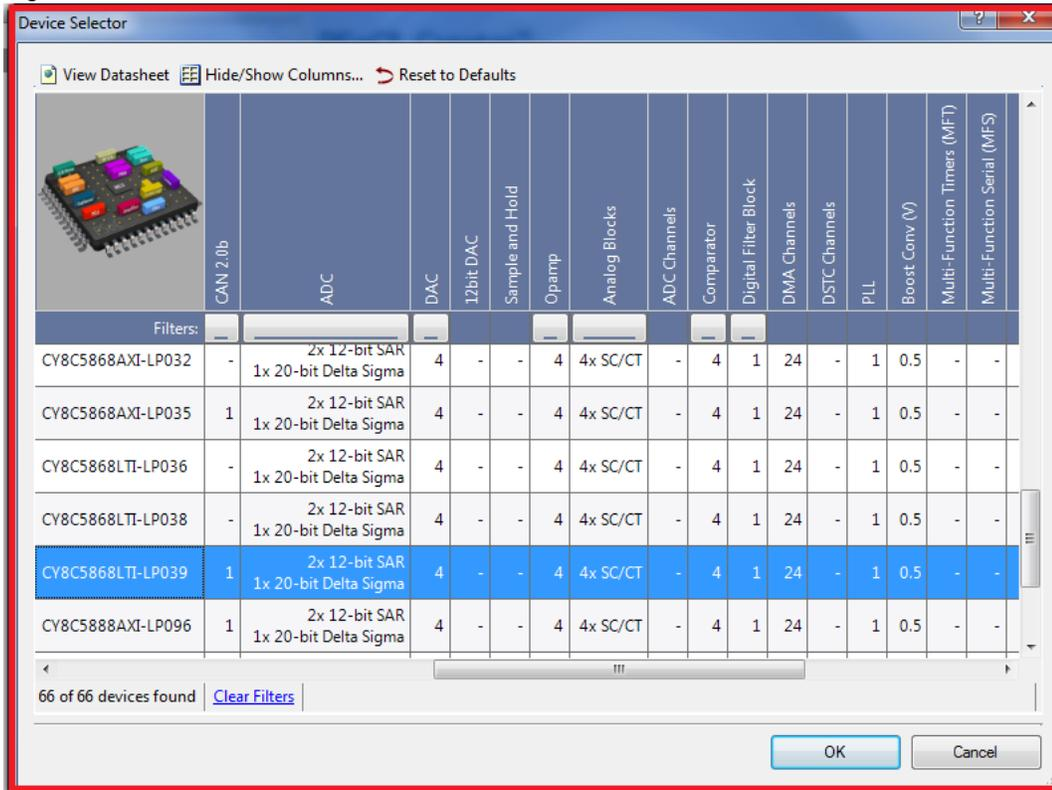 Device Selector
View Datasheet Hide/Show Columns... Reset to Defaults
CAN 2.0b ADC DAC 12bit DAC Sample and Hold Opamp Analog Blocks ADC Channels Comparator Digital Filter Block DMA Channels DSTC Channels PLL Boost Conv (V) Multi-Function Timers (MFT) Multi-Function Serial (MFS)
Filters:
2x 12-bit SAR
CY8C5868AXI-LP032 - 4 - - 4 4x SC/CT - 4 1 24 - 1 0.5 - -
1x 20-bit Delta Sigma
2x 12-bit SAR
CY8C5868AXI-LP035 1 4 - - 4 4x SC/CT - 4 1 24 - 1 0.5 - -
1x 20-bit Delta Sigma
2x 12-bit SAR
CY8C5868LTI-LP036 - 4 - - 4 4x SC/CT - 4 1 24 - 1 0.5 - -
1x 20-bit Delta Sigma
2x 12-bit SAR
CY8C5868LTI-LP038 - 4 - - 4 4x SC/CT - 4 1 24 - 1 0.5 - -
1x 20-bit Delta Sigma
2x 12-bit SAR
CY8C5868LTI-LP039 1 4 - - 4 4x SC/CT - 4 1 24 - 1 0.5 - -
1x 20-bit Delta Sigma
2x 12-bit SAR
CY8C5888AXI-LP096 1 4 - - 4 4x SC/CT - 4 1 24 - 1 0.5 - -
1x 20-bit Delta Sigma
66 of 66 devices found Clear Filters
OK Cancel